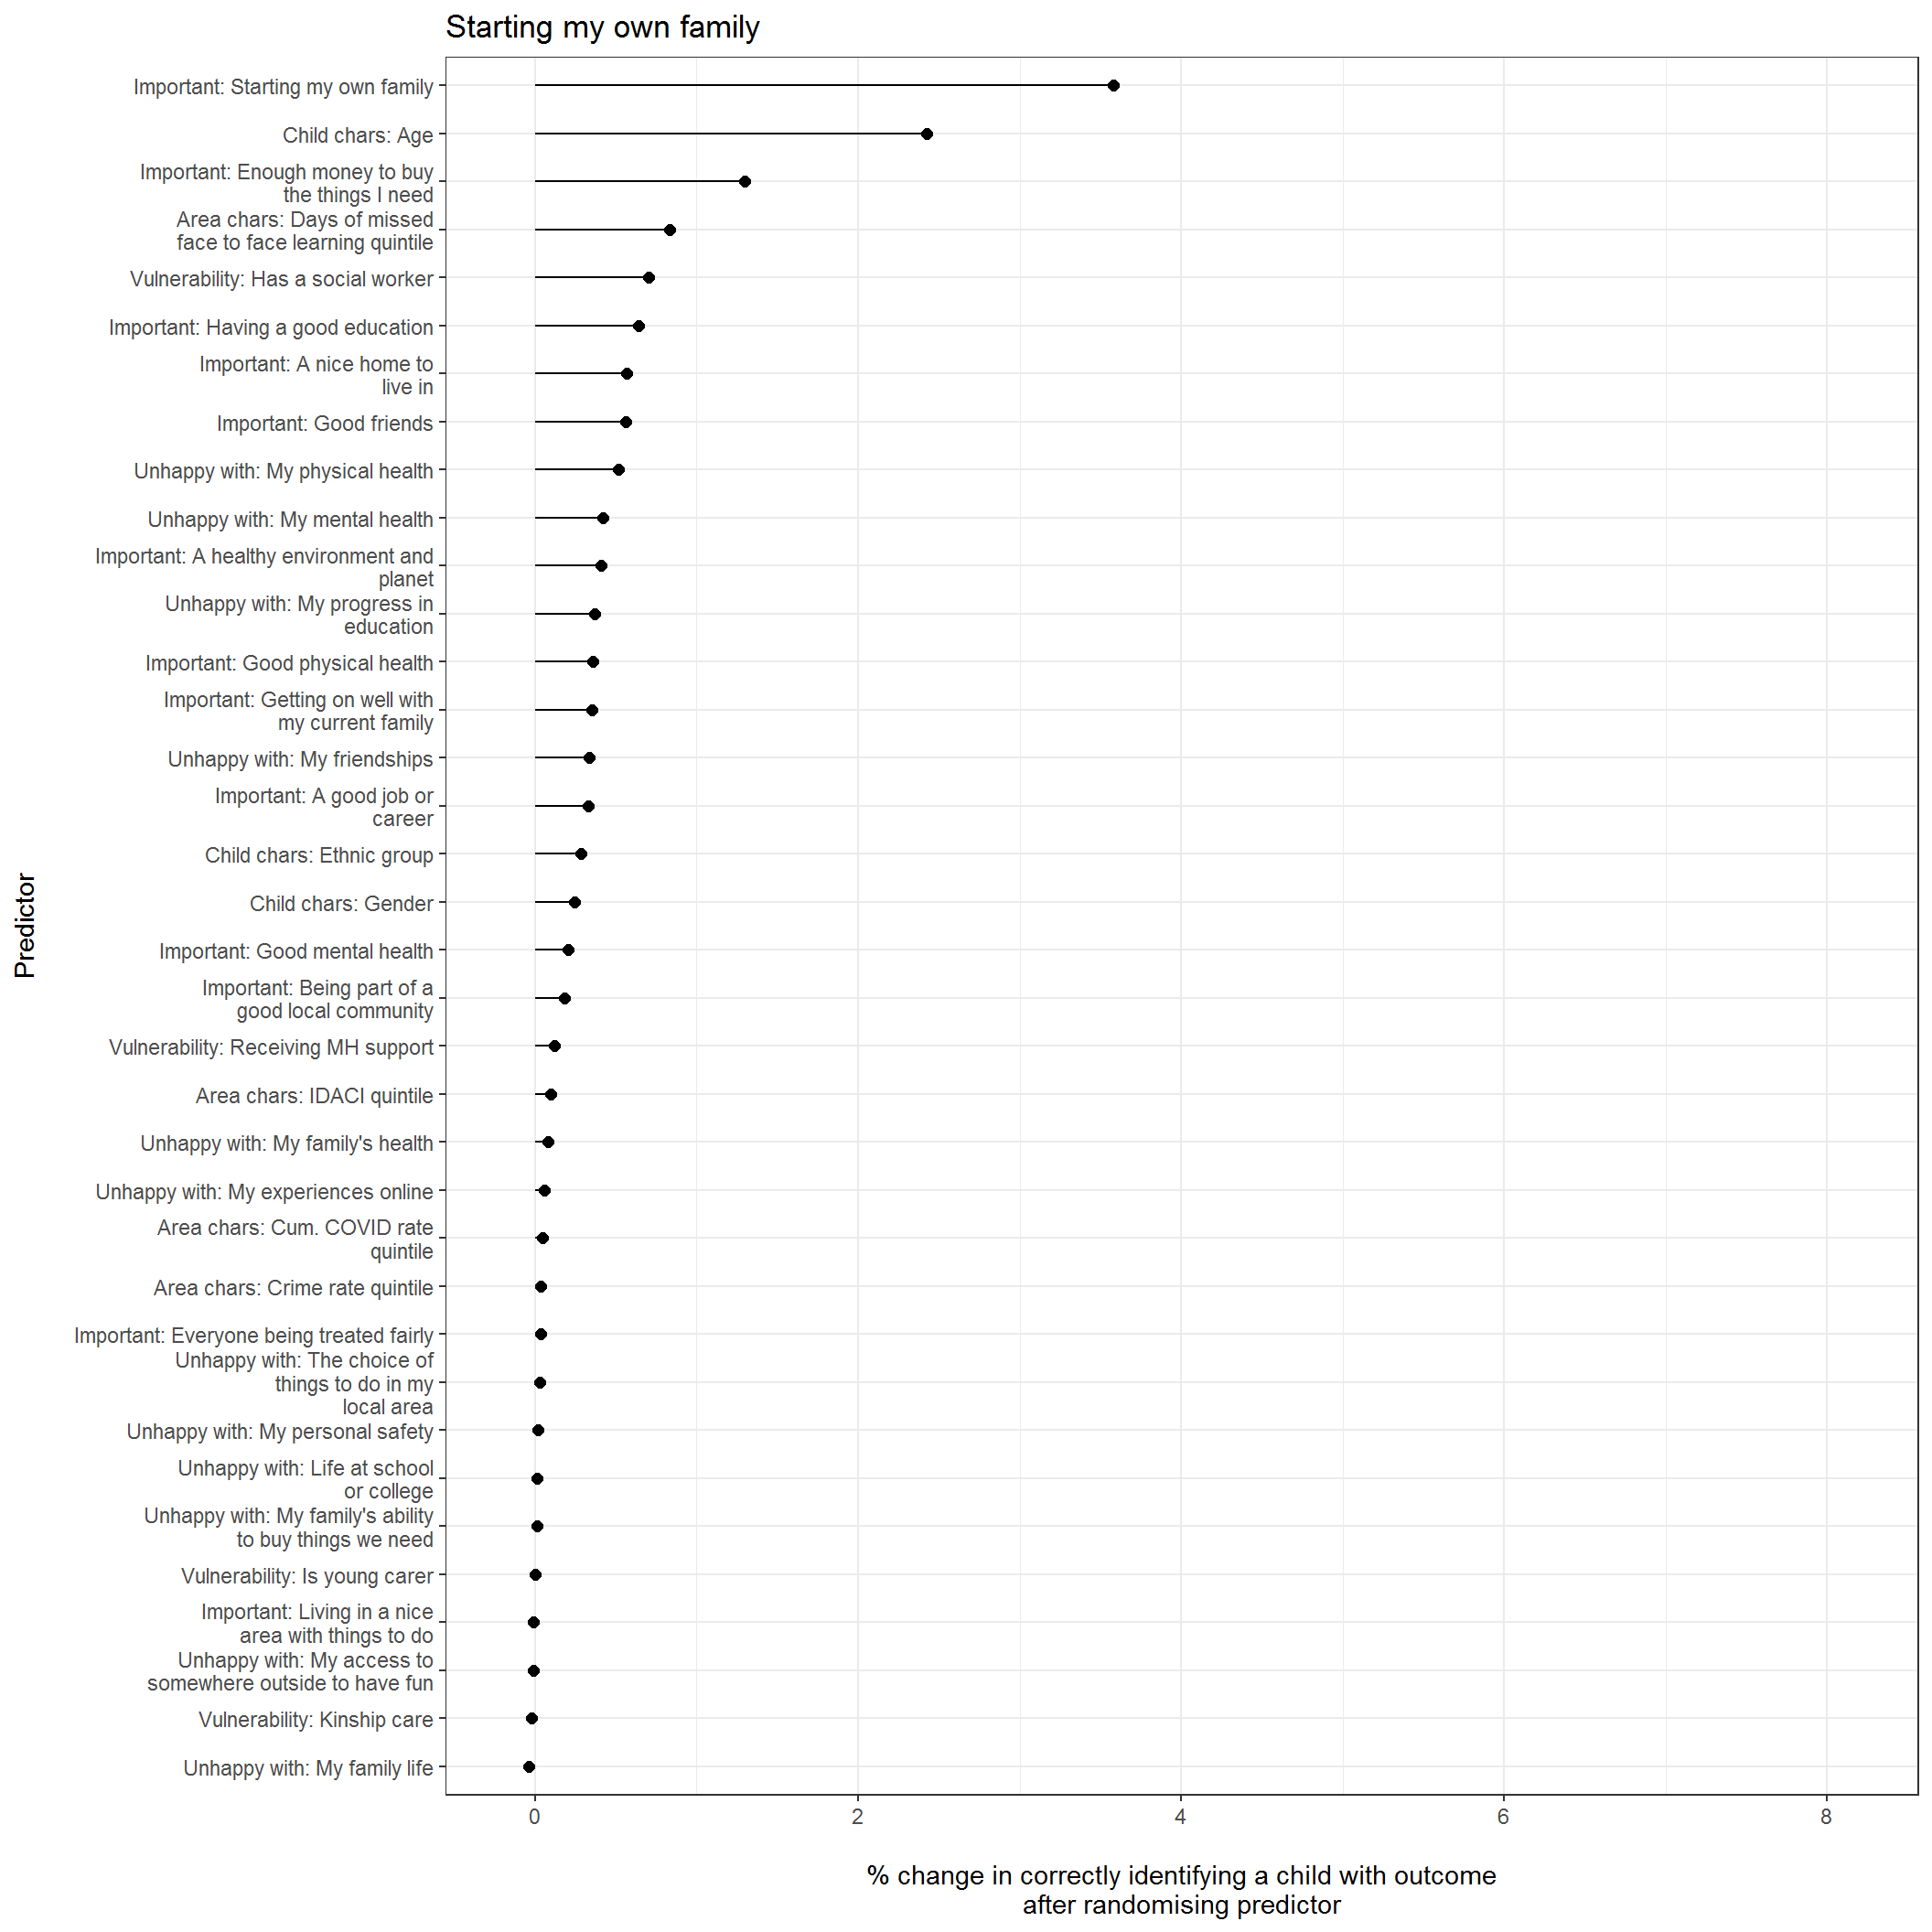 Starting my own family
Important: Starting my own family
Child chars: Age
Important: Enough money to buy
the things I need
Area chars: Days of missed
face to face learning quintile
Vulnerability: Has a social worker
Important: Having a good education
Important: A nice home to
live in
Important: Good friends
Unhappy with: My physical health
Unhappy with: My mental health
Important: A healthy environment and
planet
Unhappy with: My progress in
education
Important: Good physical health
Important: Getting on well with
my current family
Unhappy with: My friendships
Important: A good job or
career
Child chars: Ethnic group
Child chars: Gender
Important: Good mental health
Important: Being part of a
good local community
Vulnerability: Receiving MH support
Area chars: IDACI quintile
Unhappy with: My family's health
Unhappy with: My experiences online
Area chars: Cum. COVID rate
quintile
Area chars: Crime rate quintile
Important: Everyone being treated fairly
Unhappy with: The choice of
things to do in my
local area
Unhappy with: My personal safety
Unhappy with: Life at school
or college
Unhappy with: My family's ability
to buy things we need
Vulnerability: Is young carer
Important: Living in a nice
area with things to do
Unhappy with: My access to
somewhere outside to have fun
Vulnerability: Kinship care
Unhappy with: My family life
Predictor
0 2 4 6 8
% change in correctly identifying a child with outcome
after randomising predictor